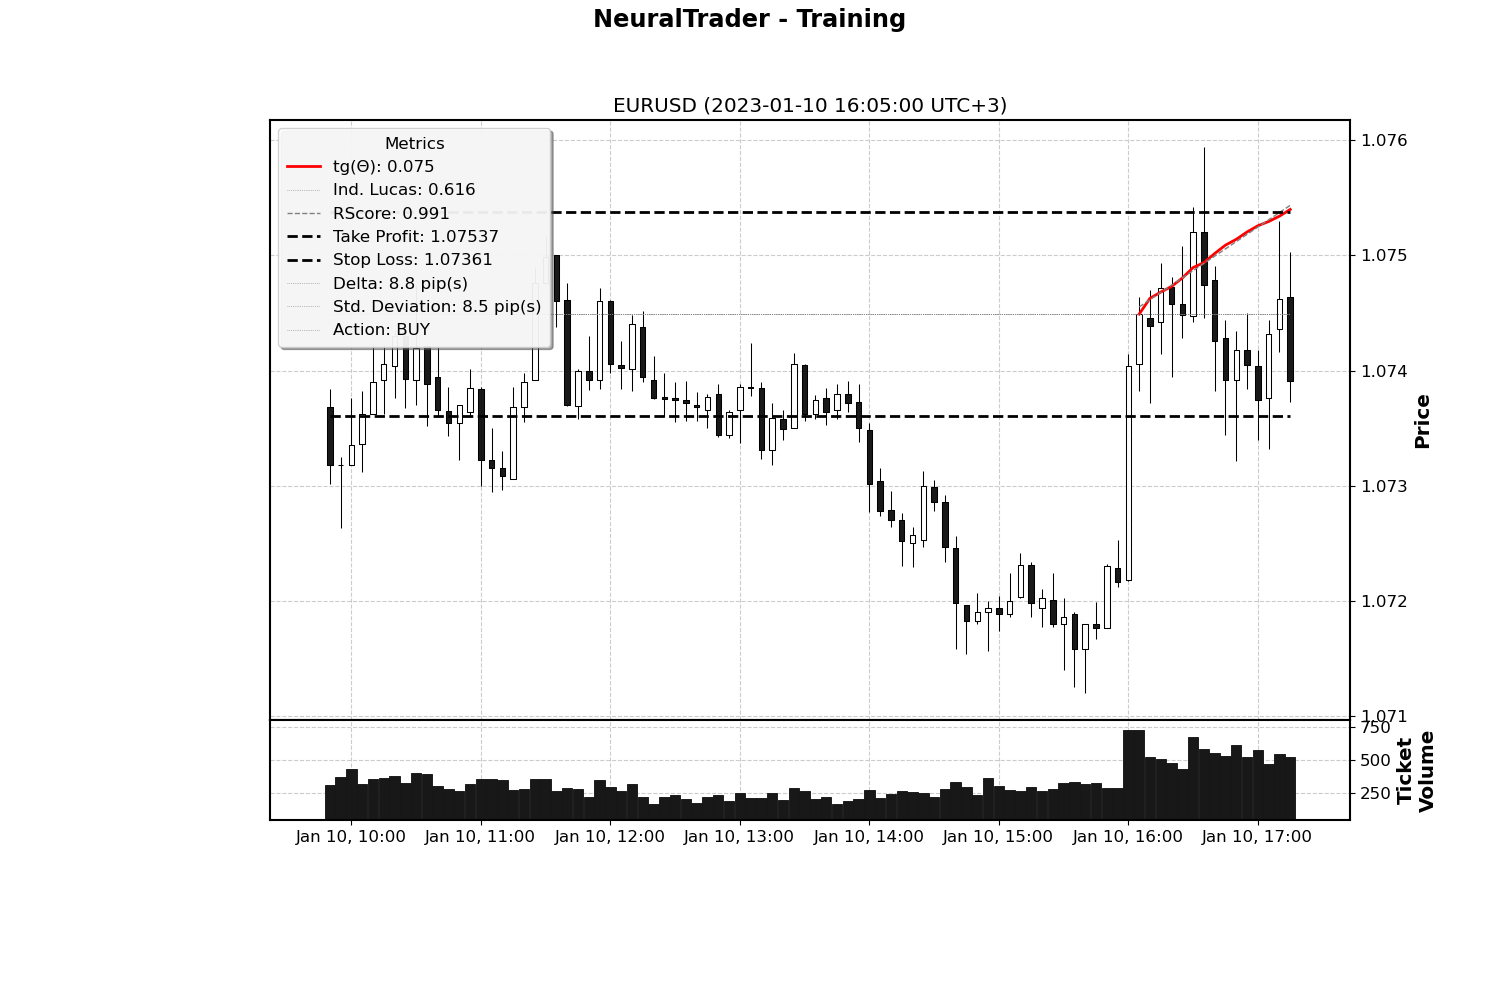 NeuralTrader - Training
EURUSD (2023-01-10 16:05:00 UTC+3)
Metrics
tg(Θ): 0.075
Ind. Lucas: 0.616
RScore: 0.991
Take Profit: 1.07537
Stop Loss: 1.07361
Delta: 8.8 pip(s)
Std. Deviation: 8.5 pip(s)
Action: BUY
1.076
1.075
1.074
1.073
1.072
1.071
Price
750
500
250
Ticket
Volume
Jan 10, 10:00
Jan 10, 11:00
Jan 10, 12:00
Jan 10, 13:00
Jan 10, 14:00
Jan 10, 15:00
Jan 10, 16:00
Jan 10, 17:00